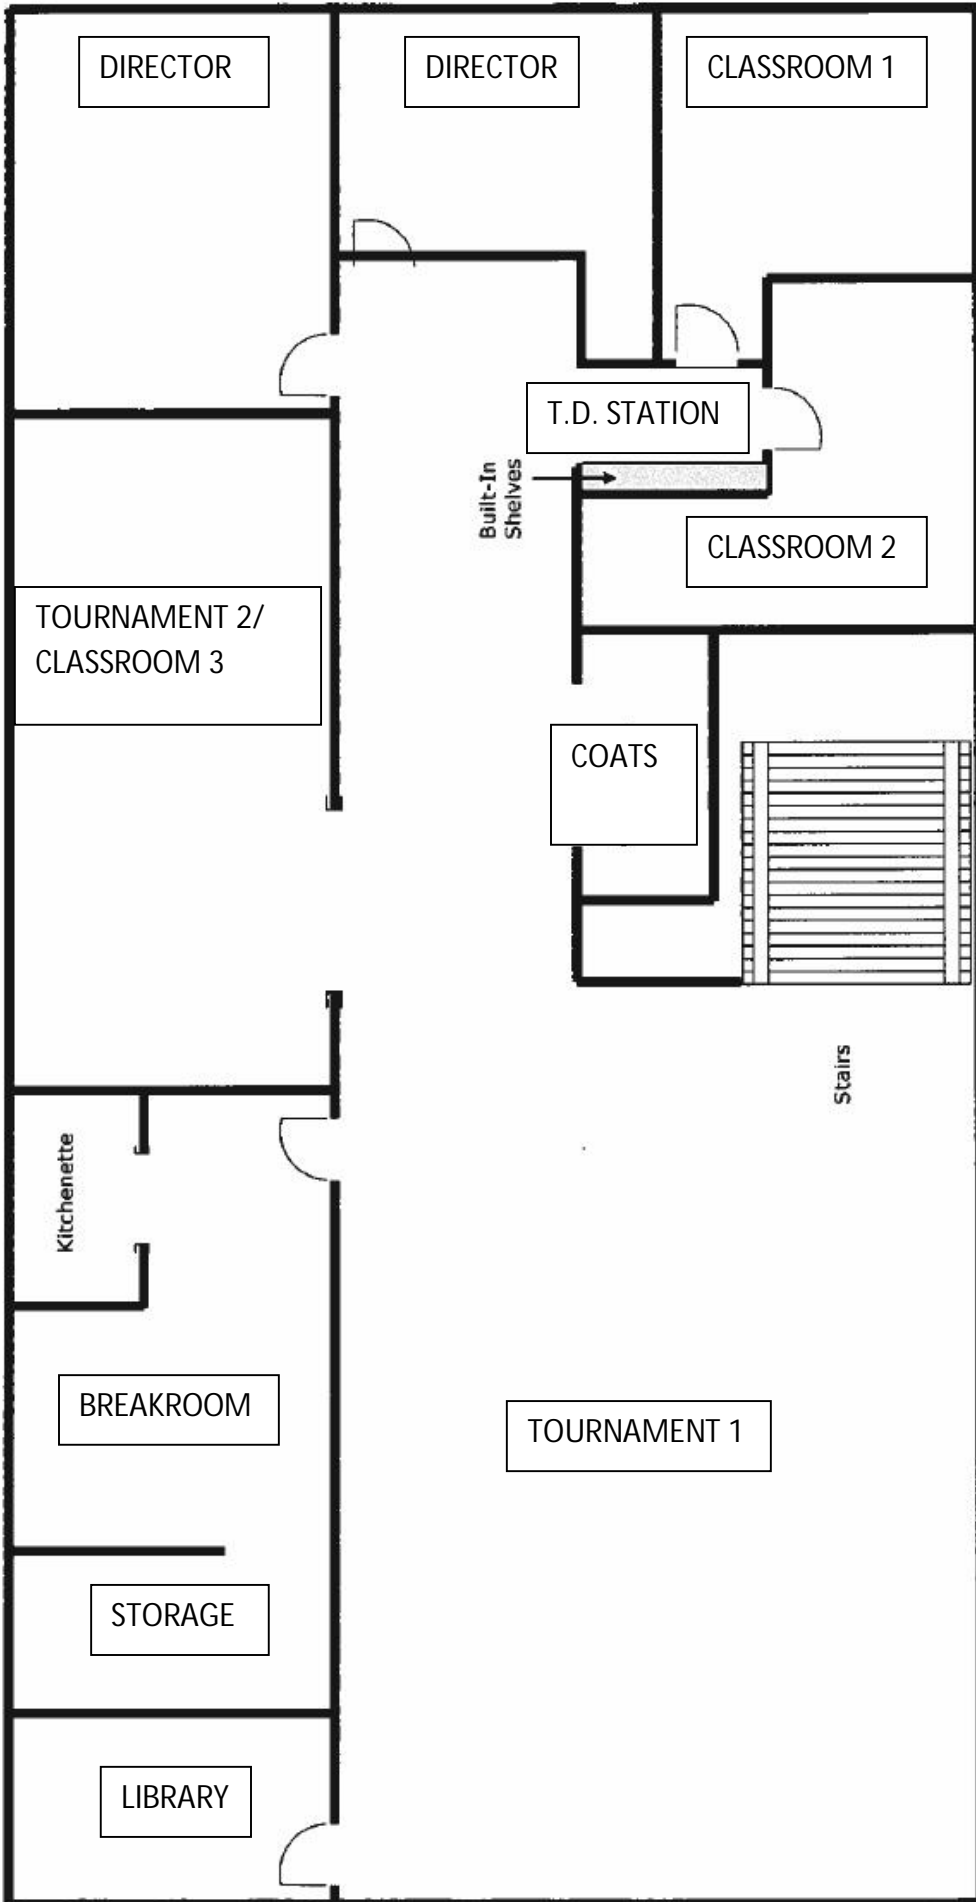 DIRECTOR
DIRECTOR
CLASSROOM 1
T.D. STATION
Built-In
Shelves
CLASSROOM 2
TOURNAMENT 2/
CLASSROOM 3
COATS
Stairs
Kitchenette
BREAKROOM
TOURNAMENT 1
STORAGE
LIBRARY